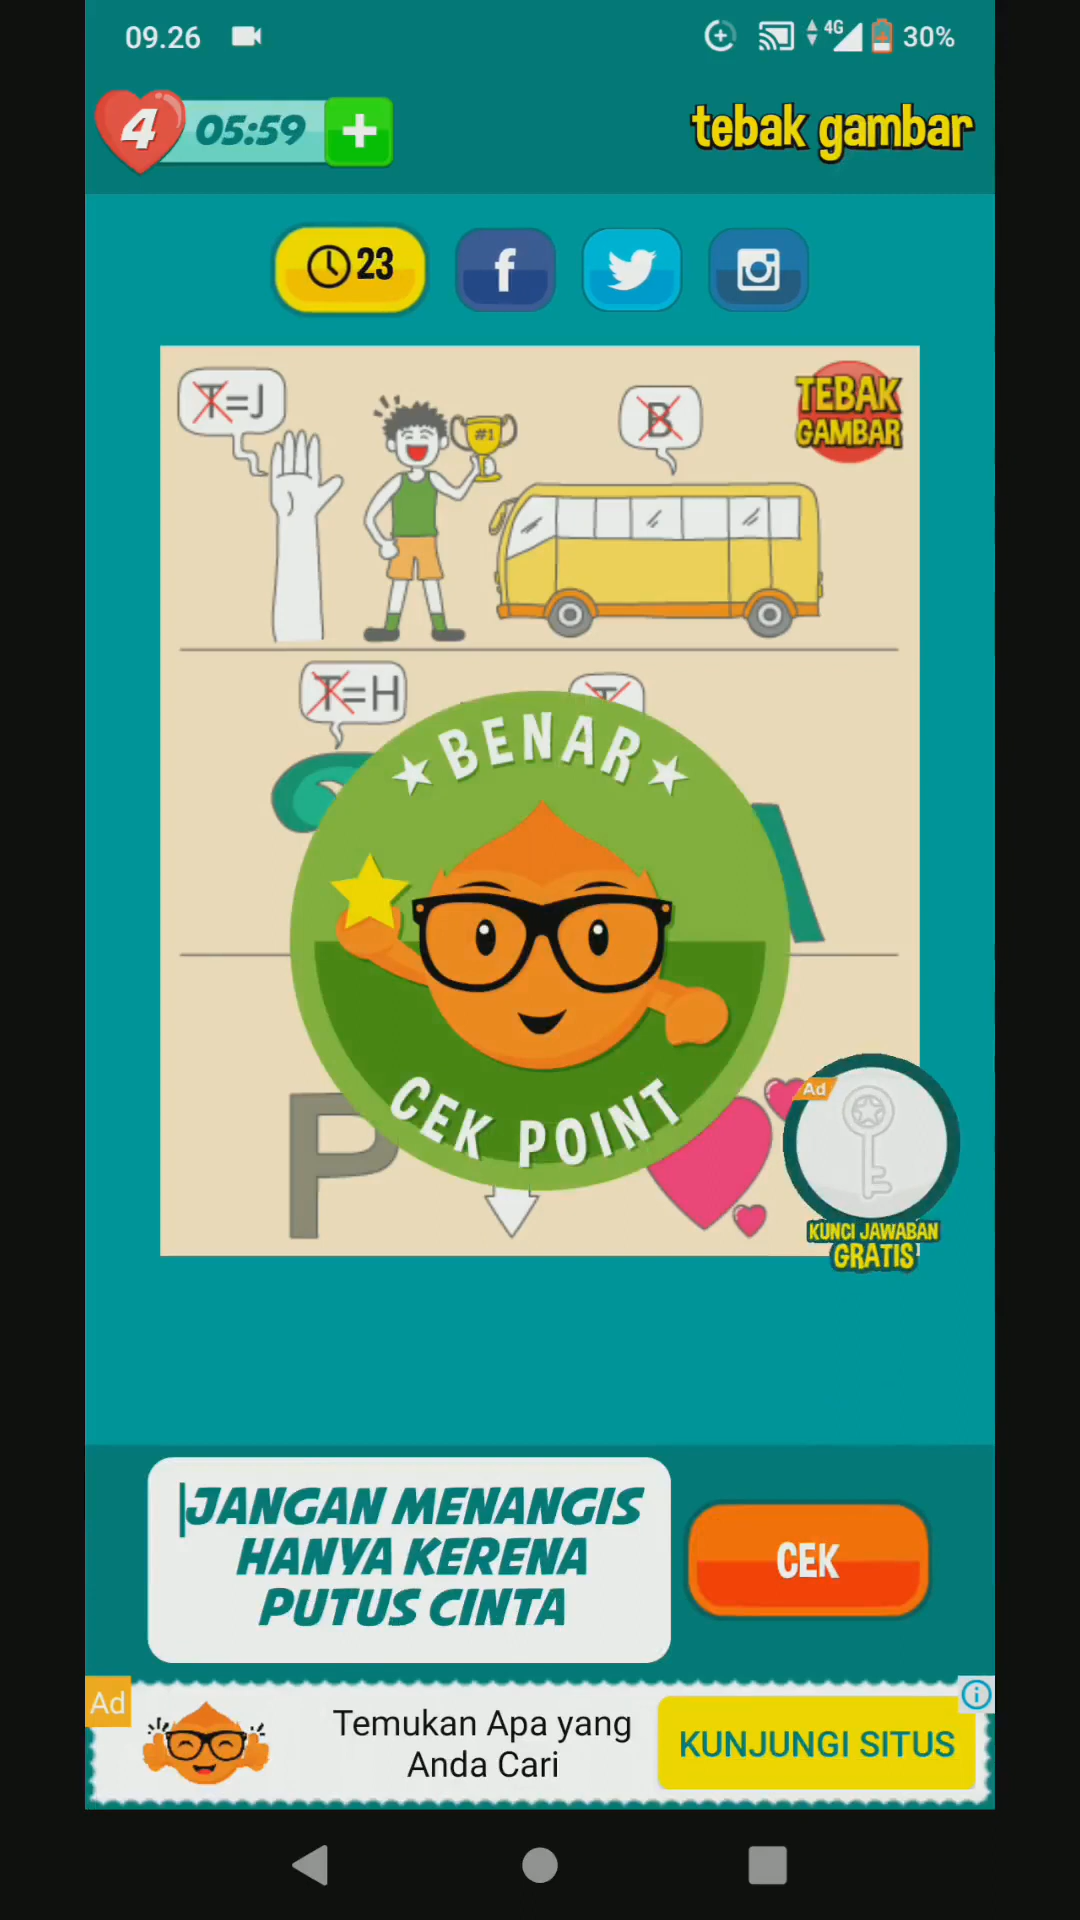 09.26
4G
30%
4
05:59
+
tebak gambar
23
f
T=J
#1
B
TEBAK
GAMBAR
T=H
T
BENAR
CEK POINT
P
Ad
KUNCI JAWABAN
GRATIS
JANGAN MENANGIS
HANYA KERENA
PUTUS CINTA
CEK
Ad
Temukan Apa yang
Anda Cari
KUNJUNGI SITUS